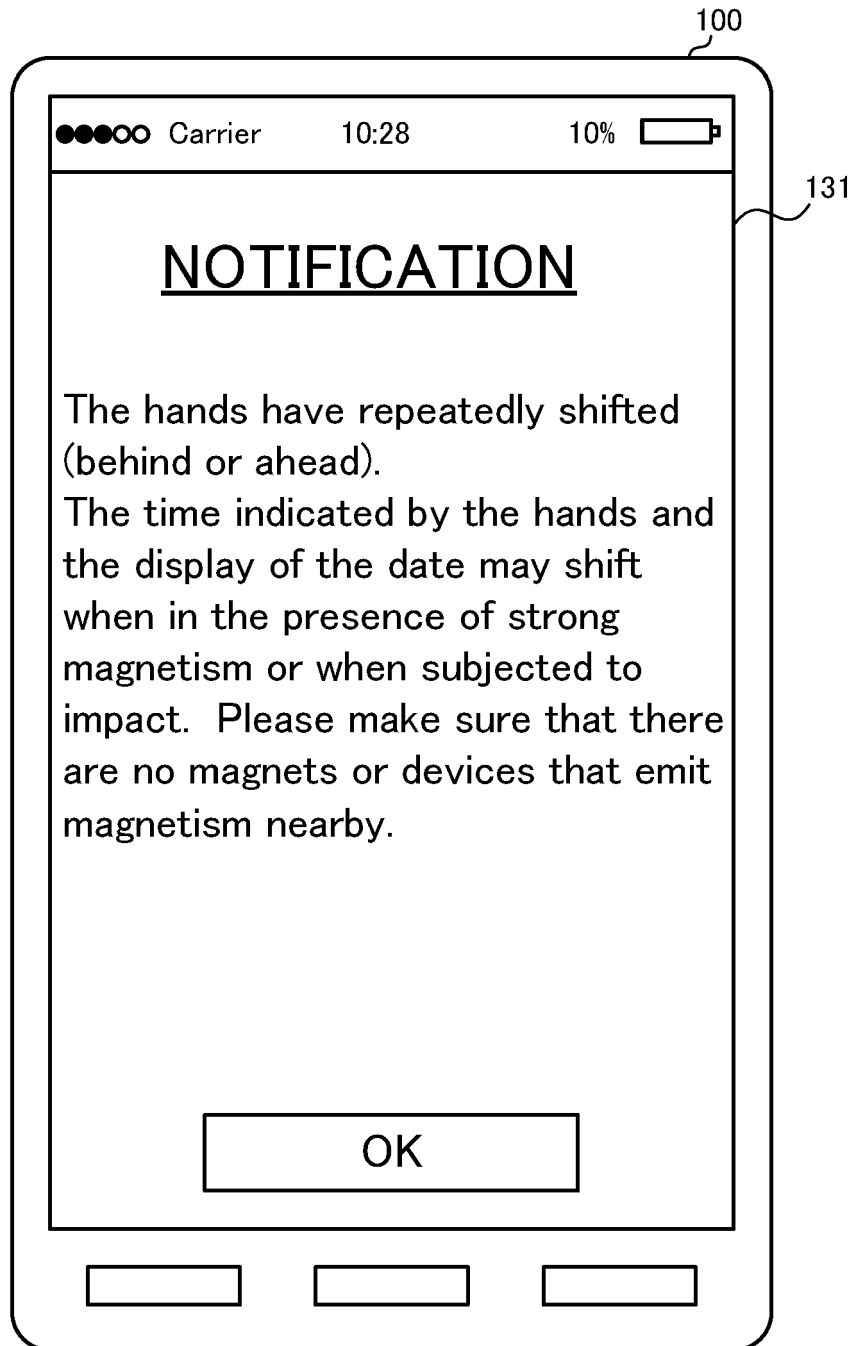 100
Carrier 10:28 10%
131
NOTIFICATION
The hands have repeatedly shifted
(behind or ahead).
The time indicated by the hands and
the display of the date may shift
when in the presence of strong
magnetism or when subjected to
impact.  Please make sure that there
are no magnets or devices that emit
magnetism nearby.
OK